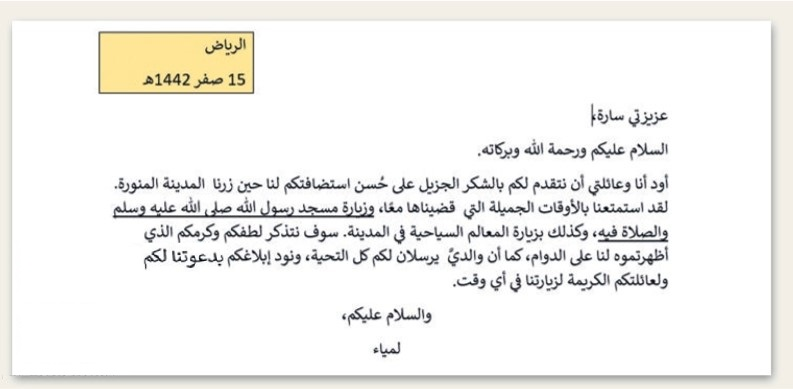 الرياض
15 صفر 1442هـ
عزيزتي سارة،
السلام عليكم ورحمة الله وبركاته.
أود أنا وعائلتي أن نتقدم لكم بالشكر الجزيل على حُسن استضافتكم لنا حين زرنا المدينة المنورة.
لقد استمتعنا بالأوقات الجميلة التي قضيناها معًا، وزيارة مسجد رسول الله صلى الله عليه وسلم
والصلاة فيه، وكذلك بزيارة المعالم السياحية في المدينة. سوف نتذكر لطفكم وكرمكم الذي
أظهرتموه لنا على الدوام، كما أن والديَّ يرسلان لكم كل التحية، ونود إبلاغكم بدعوتنا لكم
ولعائلتكم الكريمة لزيارتنا في أي وقت.
والسلام عليكم،
لمياء